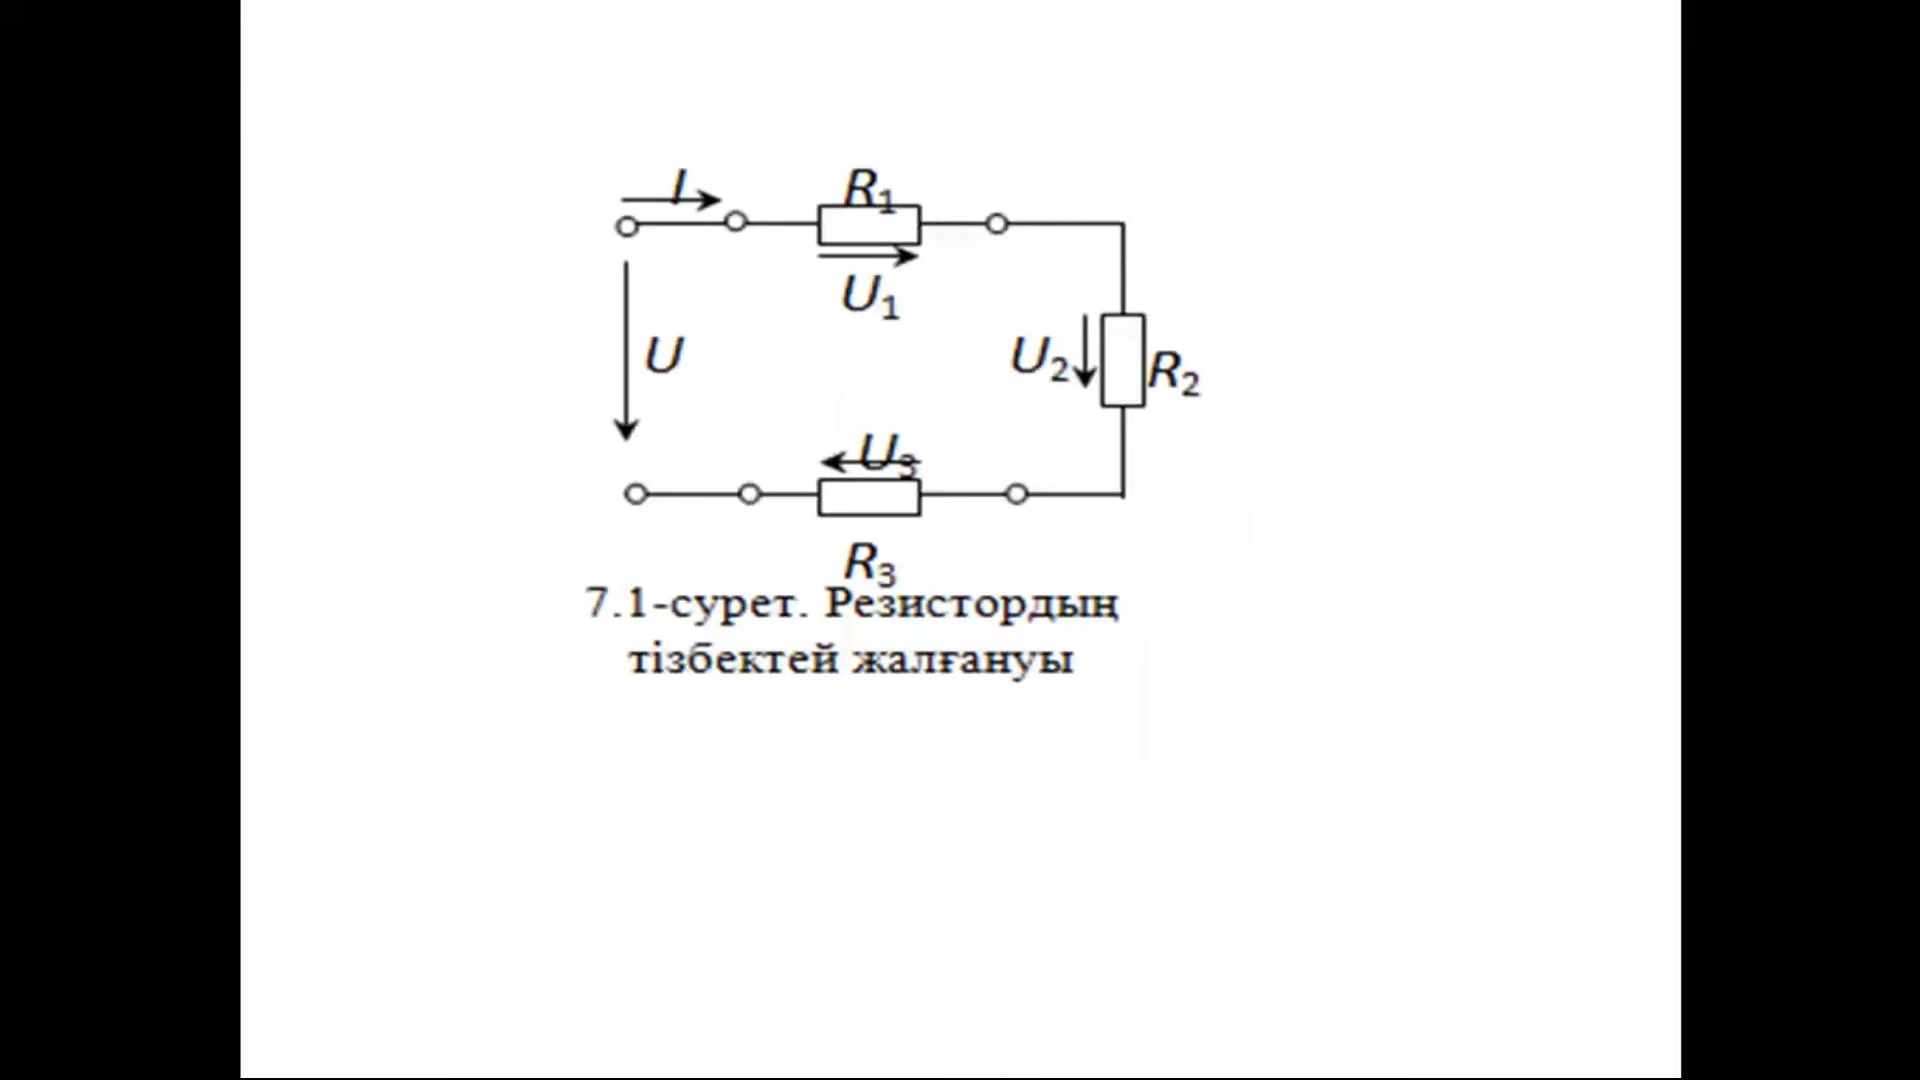 I
R1
U1
U
U2
R2
U3
R3
7.1-сурет. Резистордың
тізбектей жалғануы